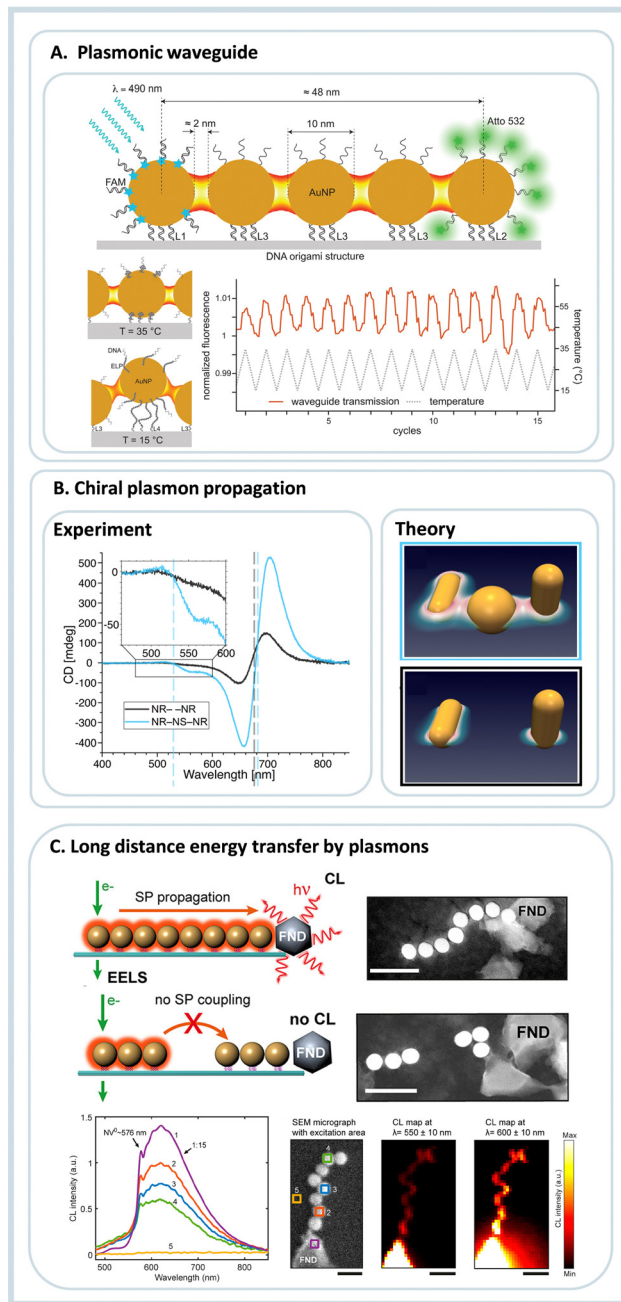 A. Plasmonic waveguide
λ = 490 nm
≈ 48 nm
Atto 532
≈ 2 nm
10 nm
FAM
AuNP
L1
L3
L3
L3
L2
DNA origami structure
T = 35 °C
DNA
ELP
AuNP
L3
L4
L3
T = 15 °C
normalized fluorescence
1.01
1
0.99
55
45
35
25
15
temperature (°C)
waveguide transmission
temperature
5
10
15
cycles
B. Chiral plasmon propagation
Experiment
Theory
CD [mdeg]
500
400
300
200
100
0
-100
-200
-300
-400
0
-50
500
550
600
NR– –NR
NR–NS–NR
400
500
600
700
800
Wavelength [nm]
C. Long distance energy transfer by plasmons
e-
SP propagation
hν
CL
FND
FND
EELS
e-
no SP coupling
X
no CL
FND
FND
CL intensity (a.u.)
1.5
1
0.5
0
NV⁰~576 nm
1
1:15
2
3
4
5
500
600
700
800
Wavelength (nm)
SEM micrograph
with excitation area
4
5
3
2
FND
CL map at
λ= 550 ± 10 nm
CL map at
λ= 600 ± 10 nm
Max
CL intensity (a.u.)
Min